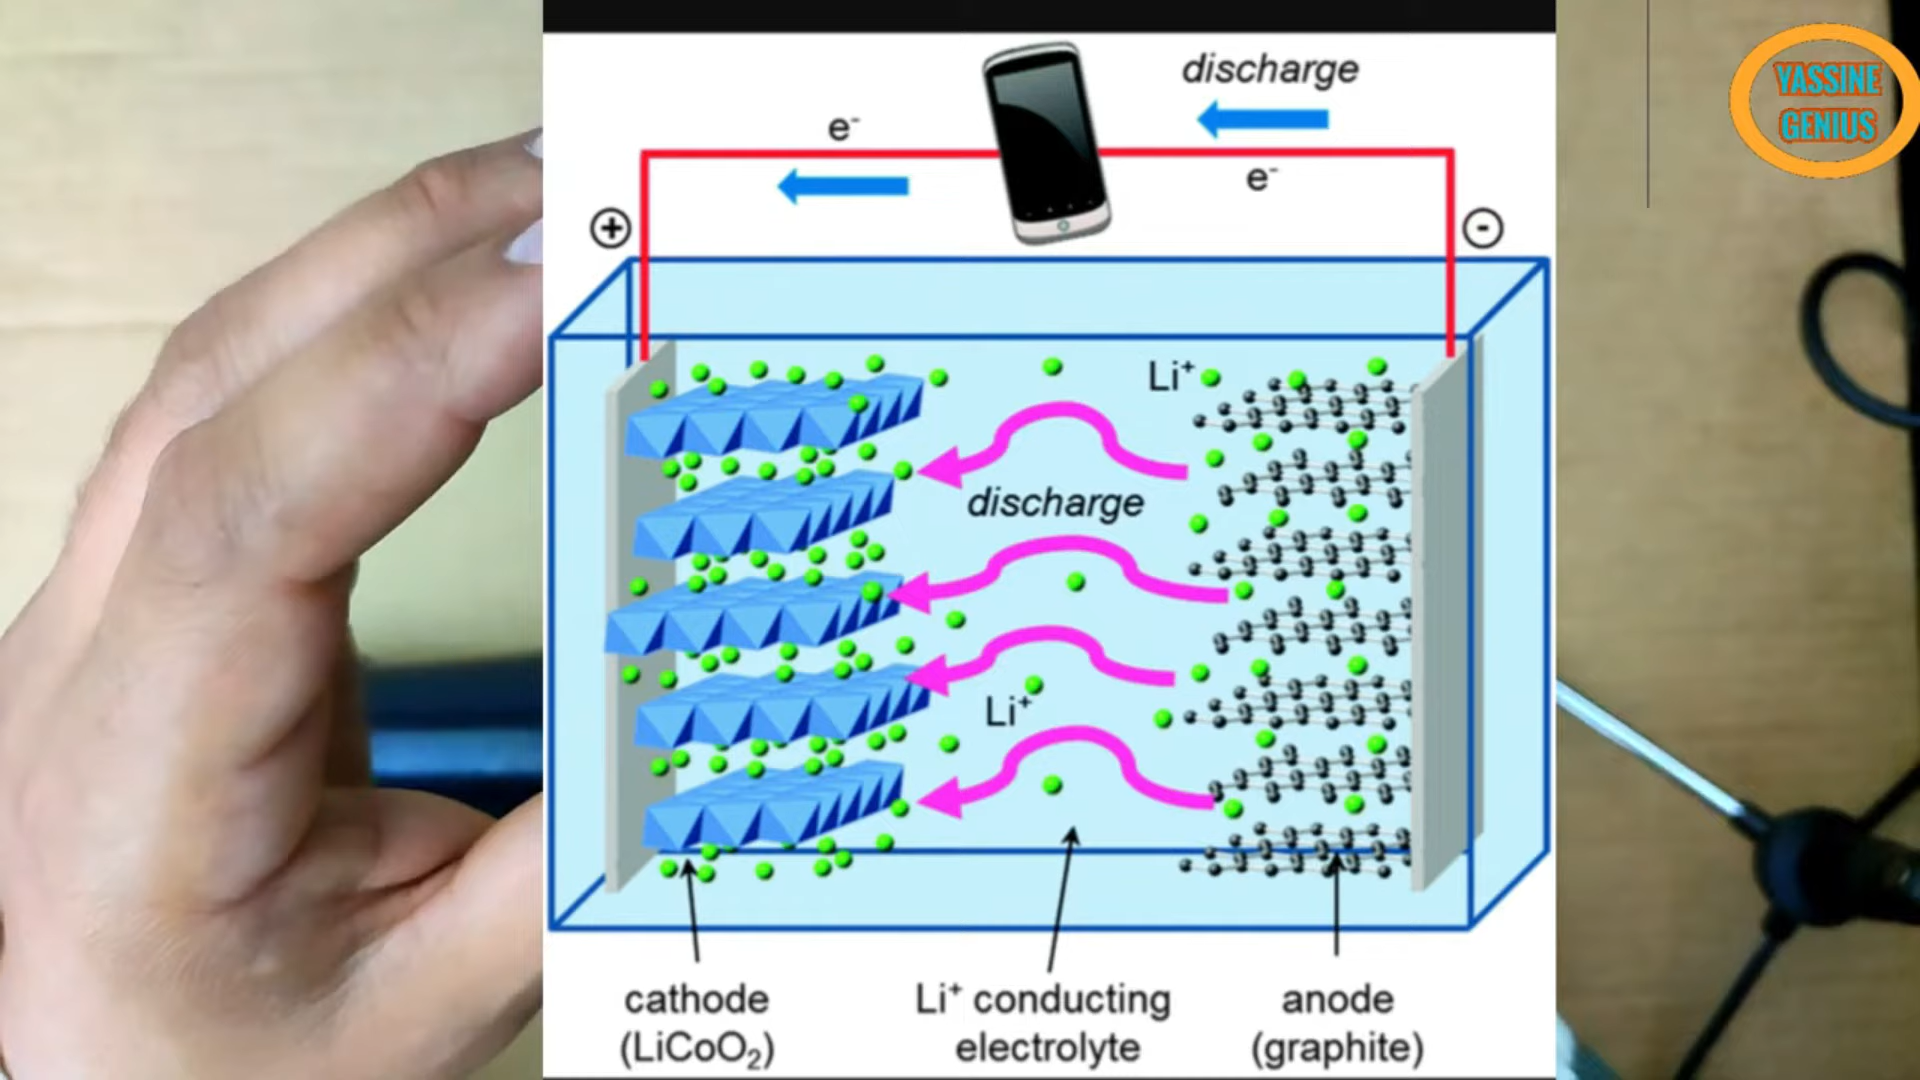 discharge
e⁻
e⁻
+
-
Li⁺
discharge
Li⁺
cathode
(LiCoO₂)
Li⁺ conducting
electrolyte
anode
(graphite)
YASSINE
GENIUS